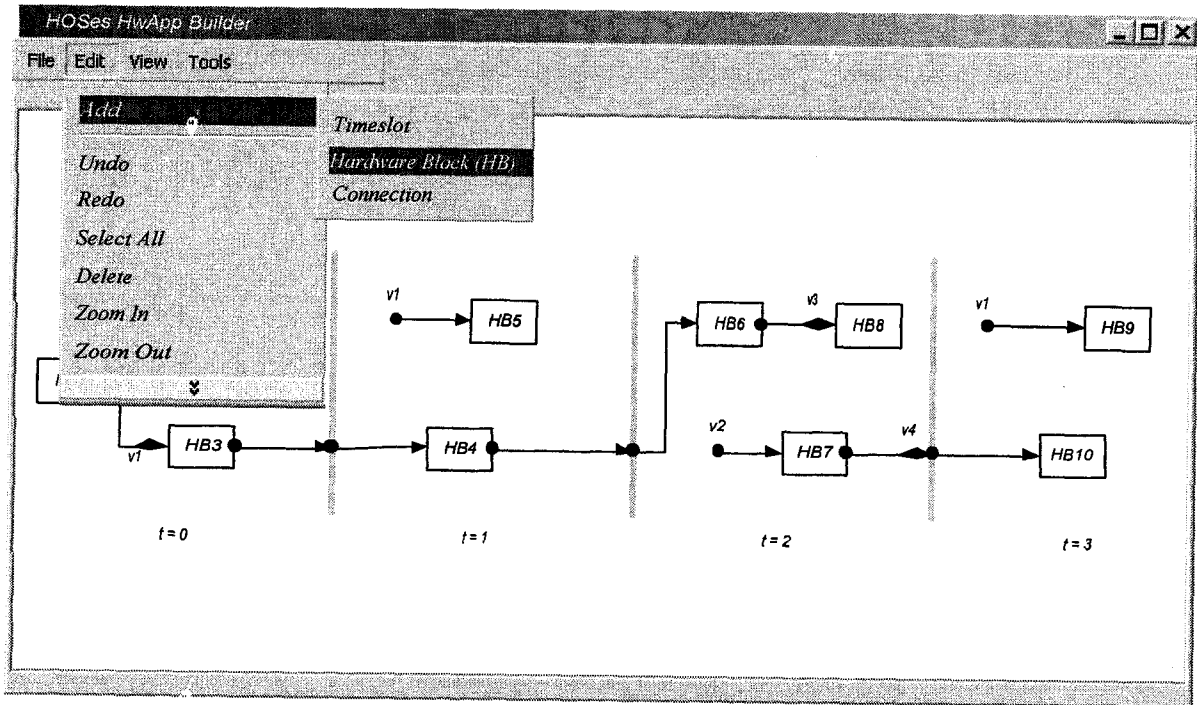 HOSes HwApp Builder
File Edit View Tools
Add
Timeslot
Hardware Block (HB)
Connection
Undo
Redo
Select All
Delete
Zoom In
Zoom Out
v1
HB5
HB6
v3
HB8
v1
HB9
v1
HB3
HB4
v2
HB7
v4
HB10
t = 0
t = 1
t = 2
t = 3